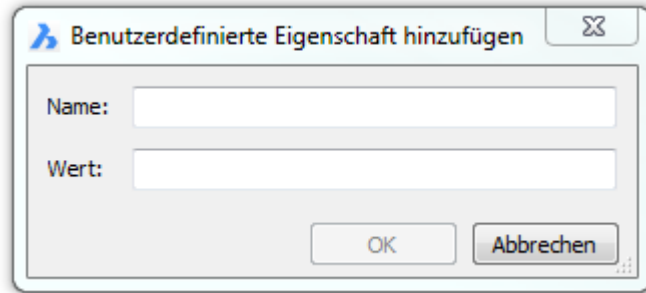 Benutzerdefinierte Eigenschaft hinzufügen
Name:
Wert:
OK Abbrechen